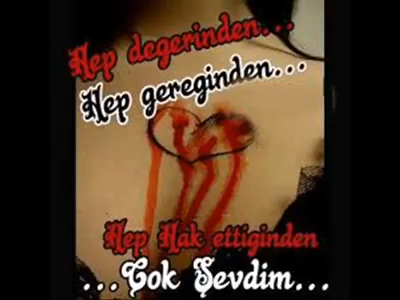 Hep degerinden...
Hep gereginden...
Hep Hak ettiginden
...Çok Şevdim...